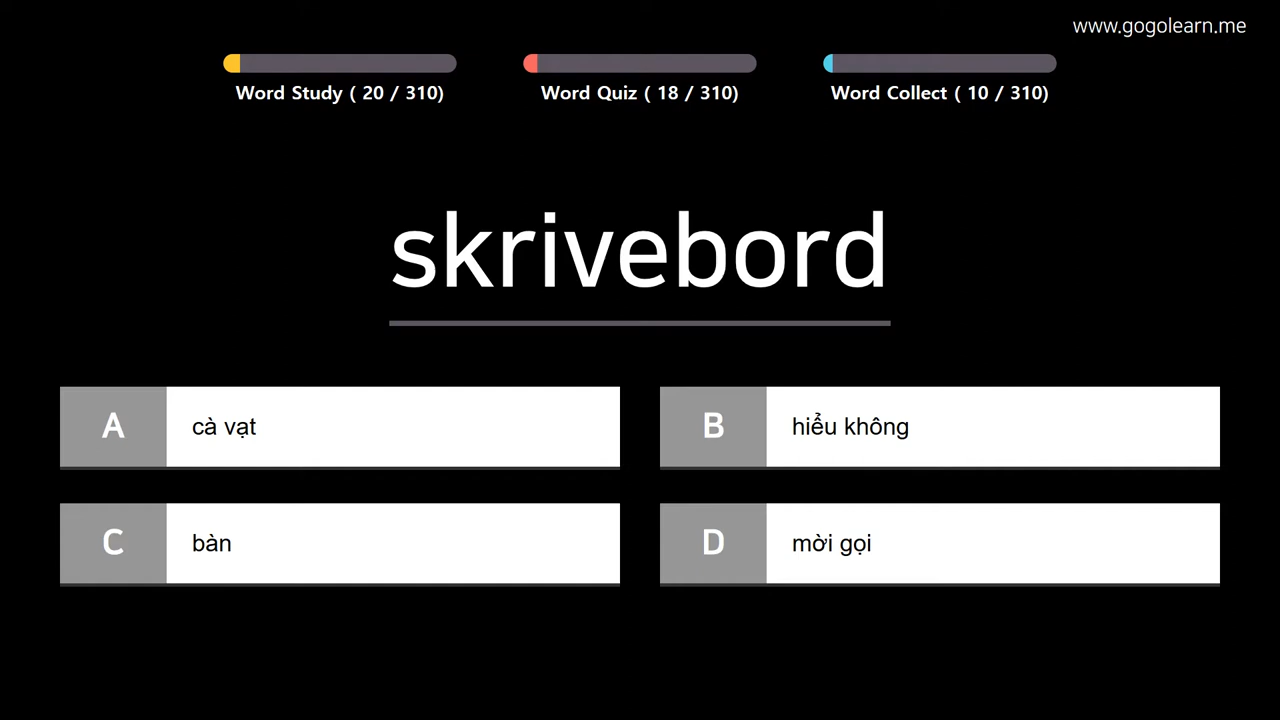 www.gogolearn.me
Word Study ( 20 / 310)
Word Quiz ( 18 / 310)
Word Collect ( 10 / 310)
skrivebord
A cà vạt
B hiểu không
C bàn
D mời gọi